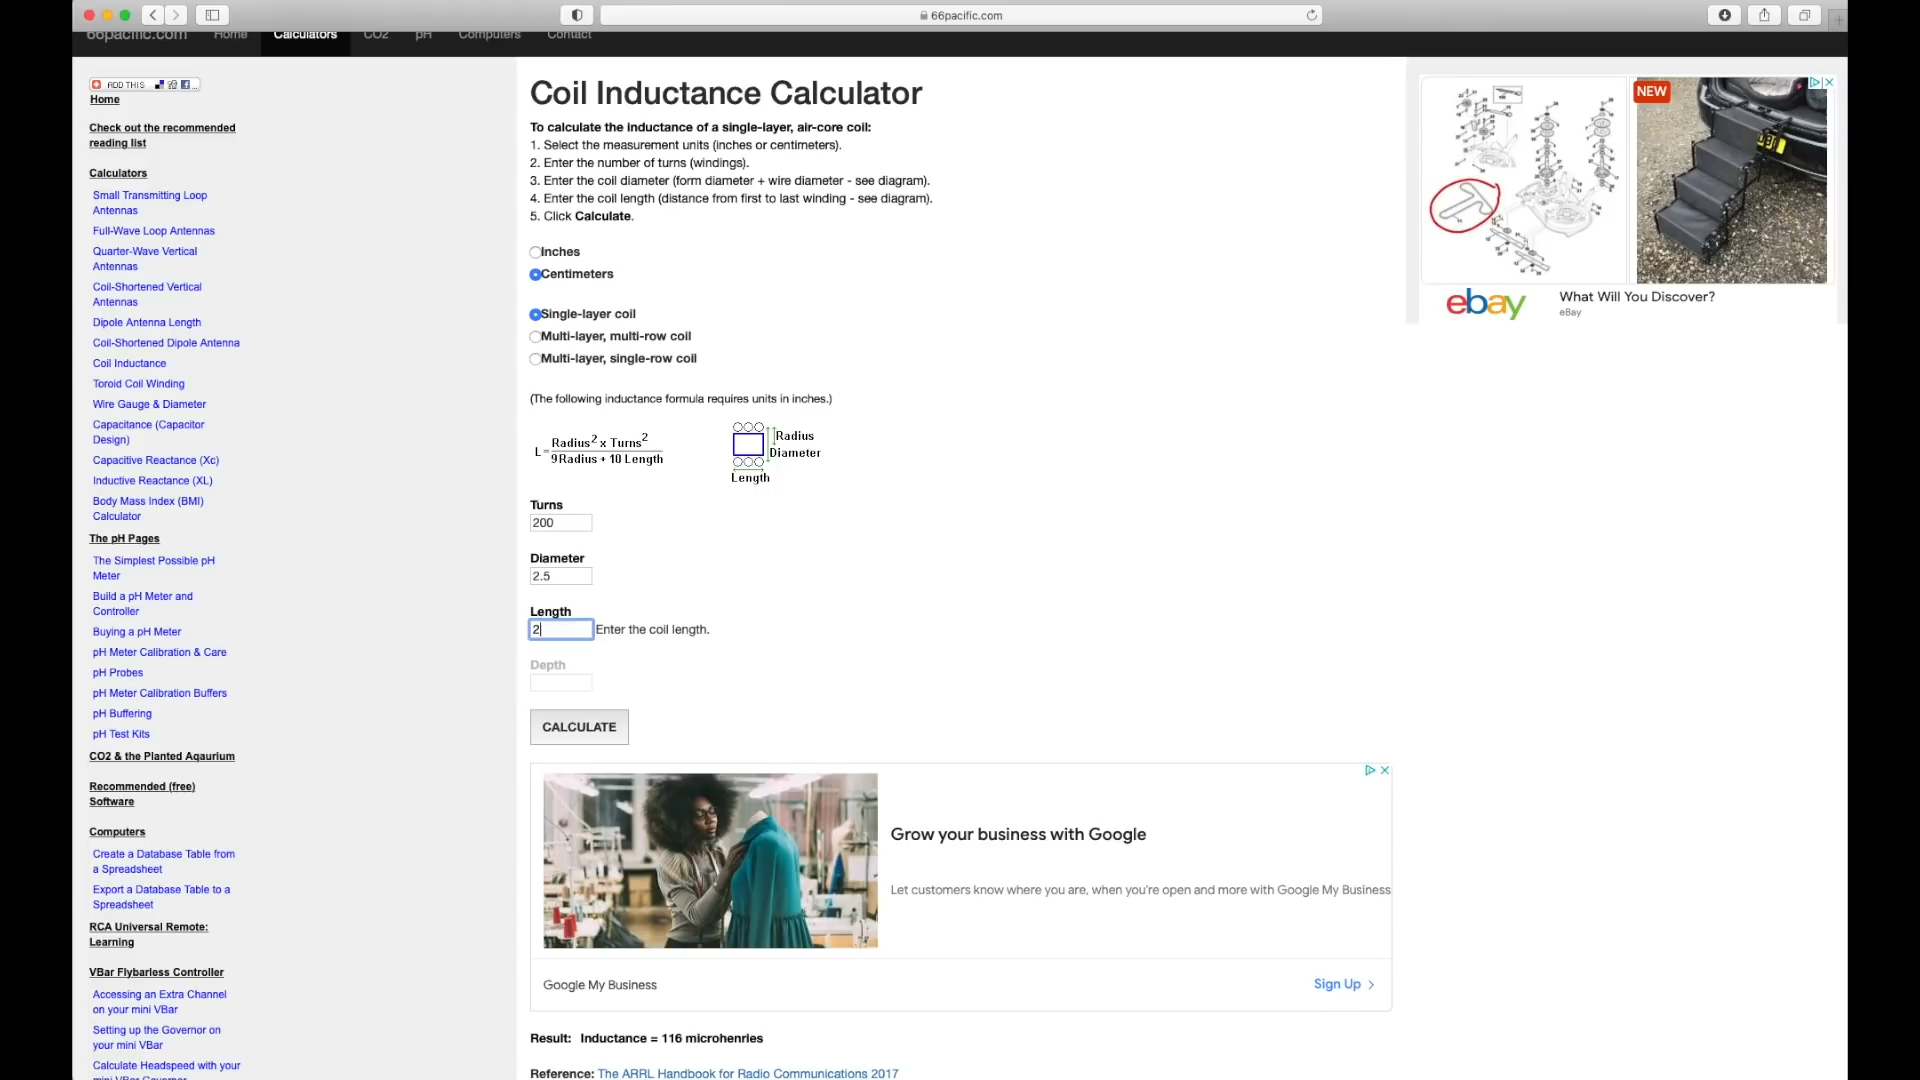 66pacific.com
66pacific.com
Home
Calculators
CO2
pH
Computers
Contact
ADD THIS
Home
Check out the recommended
reading list
Calculators
Small Transmitting Loop
Antennas
Full-Wave Loop Antennas
Quarter-Wave Vertical
Antennas
Coil-Shortened Vertical
Antennas
Dipole Antenna Length
Coil-Shortened Dipole Antenna
Coil Inductance
Toroid Coil Winding
Wire Gauge & Diameter
Capacitance (Capacitor
Design)
Capacitive Reactance (Xc)
Inductive Reactance (XL)
Body Mass Index (BMI)
Calculator
The pH Pages
The Simplest Possible pH
Meter
Build a pH Meter and
Controller
Buying a pH Meter
pH Meter Calibration & Care
pH Probes
pH Meter Calibration Buffers
pH Buffering
pH Test Kits
CO2 & the Planted Aqaurium
Recommended (free)
Software
Computers
Create a Database Table from
a Spreadsheet
Export a Database Table to a
Spreadsheet
RCA Universal Remote:
Learning
VBar Flybarless Controller
Accessing an Extra Channel
on your mini VBar
Setting up the Governor on
your mini VBar
Calculate Headspeed with your
mini VBar Governor
Coil Inductance Calculator
To calculate the inductance of a single-layer, air-core coil:
1. Select the measurement units (inches or centimeters).
2. Enter the number of turns (windings).
3. Enter the coil diameter (form diameter + wire diameter - see diagram).
4. Enter the coil length (distance from first to last winding - see diagram).
5. Click Calculate.
Inches
Centimeters
Single-layer coil
Multi-layer, multi-row coil
Multi-layer, single-row coil
(The following inductance formula requires units in inches.)
L = Radius2 x Turns2
9 Radius + 10 Length
Radius
Diameter
Length
Turns
200
Diameter
2.5
Length
2 Enter the coil length.
Depth
CALCULATE
Grow your business with Google
Let customers know where you are, when you're open and more with Google My Business
Google My Business
Sign Up
Result: Inductance = 116 microhenries
Reference: The ARRL Handbook for Radio Communications 2017
NEW
ebay
What Will You Discover?
eBay